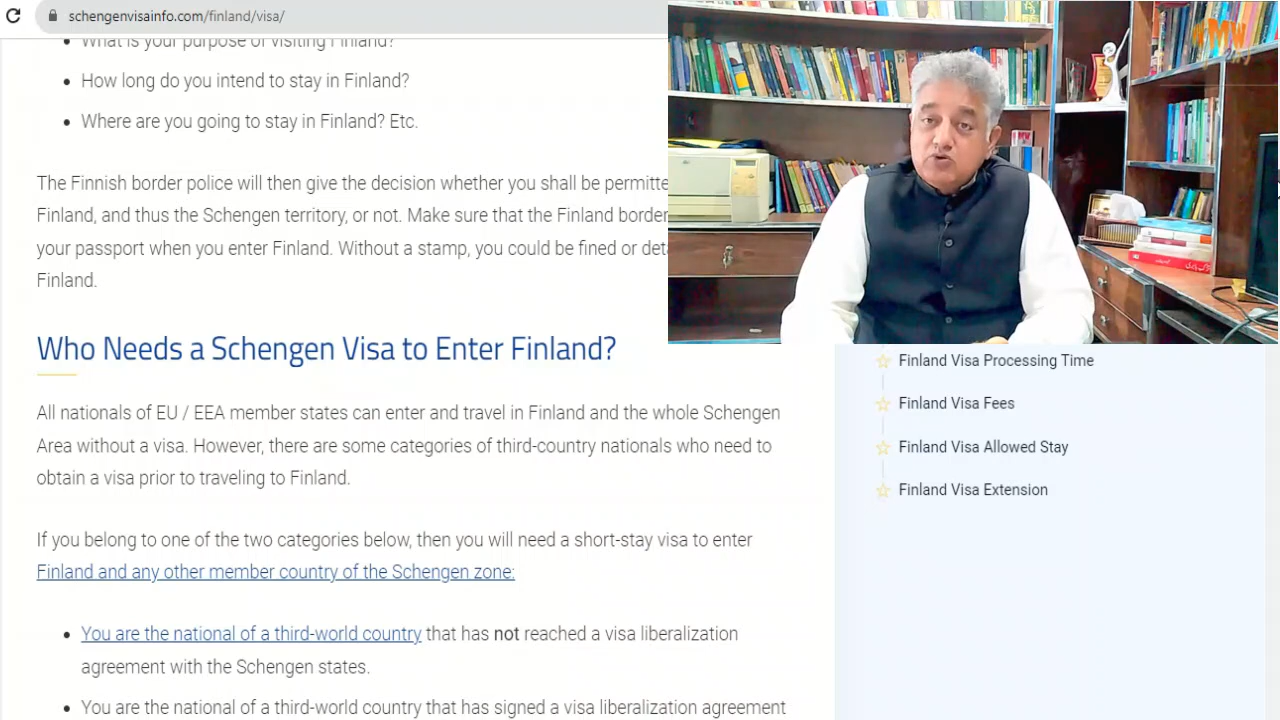 schengenvisainfo.com/finland/visa/
What is your purpose of visiting Finland?
How long do you intend to stay in Finland?
Where are you going to stay in Finland? Etc.
The Finnish border police will then give the decision whether you shall be permitte
Finland, and thus the Schengen territory, or not. Make sure that the Finland border
your passport when you enter Finland. Without a stamp, you could be fined or deta
Finland.
Who Needs a Schengen Visa to Enter Finland?
All nationals of EU / EEA member states can enter and travel in Finland and the whole Schengen
Area without a visa. However, there are some categories of third-country nationals who need to
obtain a visa prior to traveling to Finland.
If you belong to one of the two categories below, then you will need a short-stay visa to enter
Finland and any other member country of the Schengen zone:
You are the national of a third-world country that has not reached a visa liberalization
agreement with the Schengen states.
You are the national of a third-world country that has signed a visa liberalization agreement
Finland Visa Processing Time
Finland Visa Fees
Finland Visa Allowed Stay
Finland Visa Extension